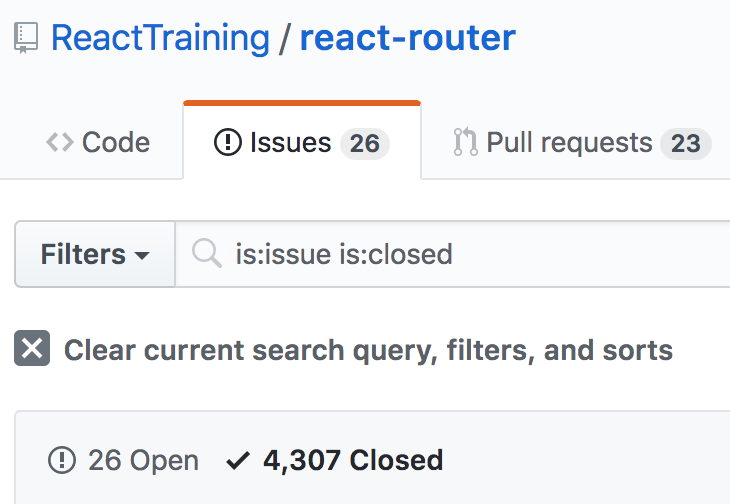 ReactTraining / react-router
Code Issues 26 Pull requests 23
Filters is:issue is:closed
Clear current search query, filters, and sorts
26 Open 4,307 Closed